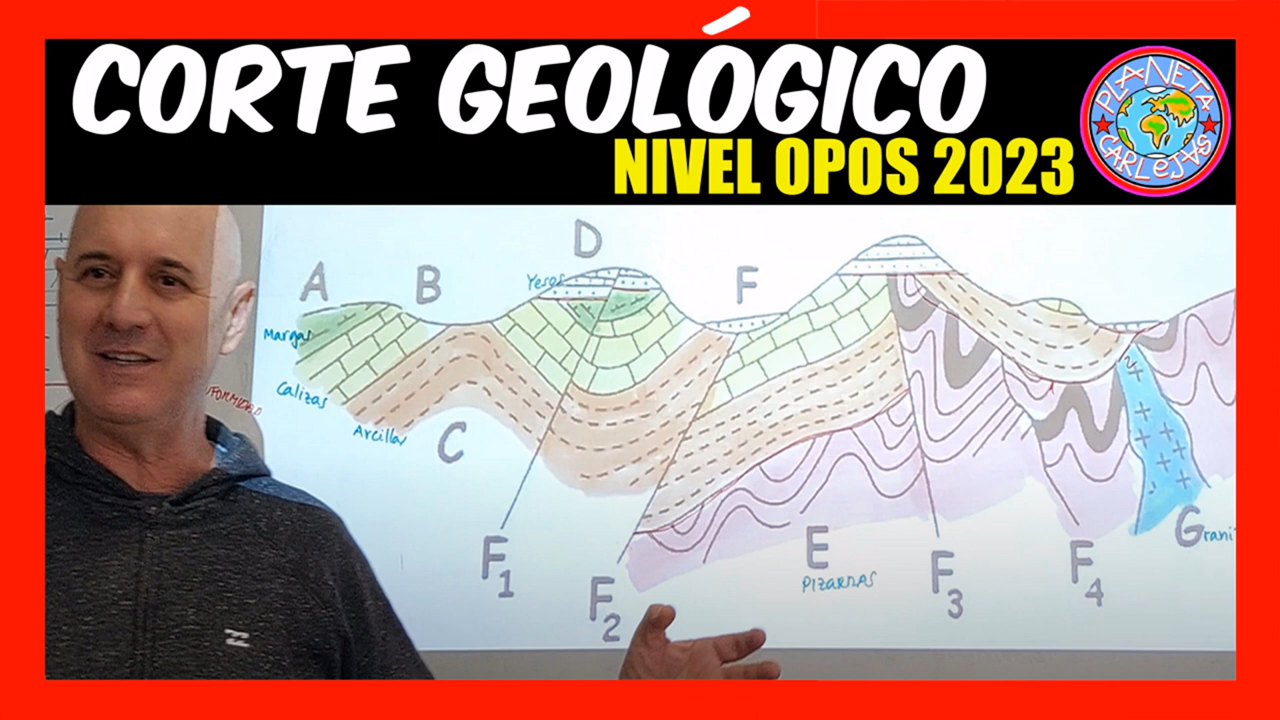 CORTE GEOLÓGICO
NIVEL OPOS 2023
PLANETA
CARLEJAS
A
B
D
Yesos
F
Margas
Calizas
Arcillas
C
F1
F2
E
PIZARRAS
F3
F4
Grani